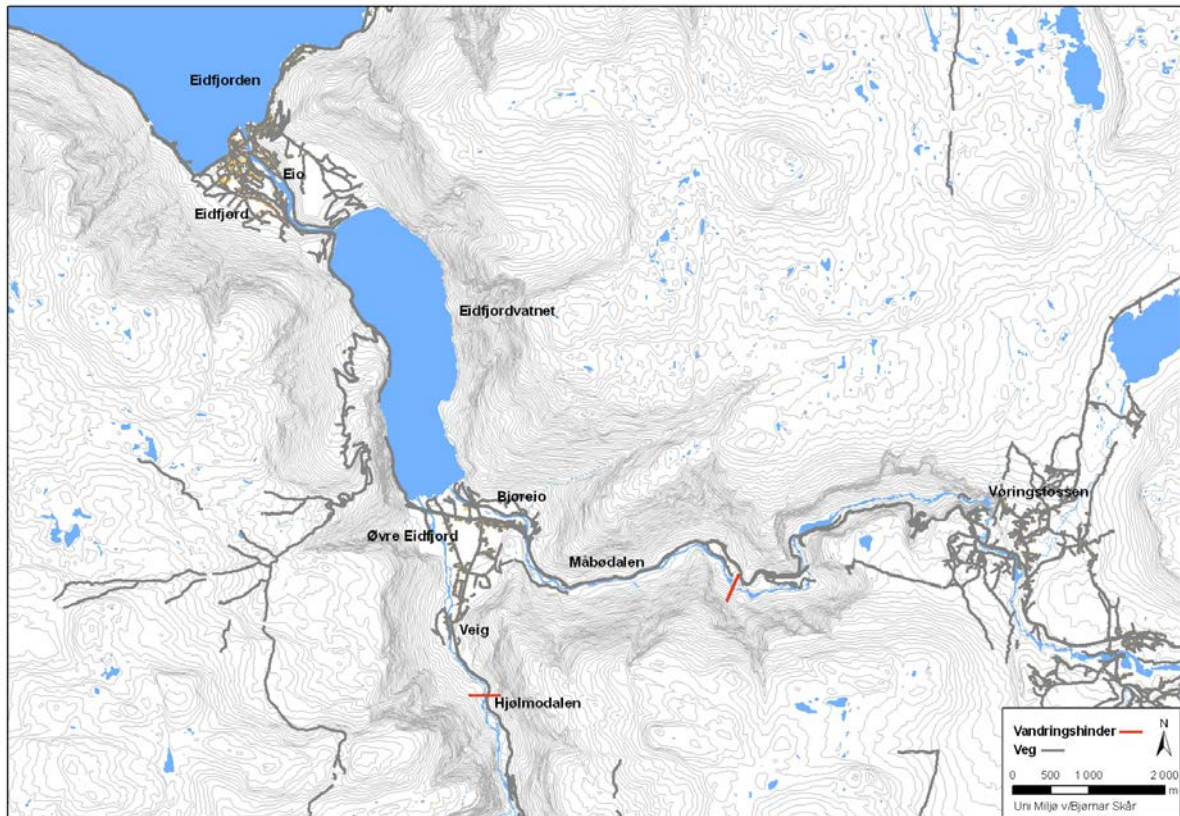 Eidfjorden
Eio
Eidfjord
Eidfjordvatnet
Bjøreio
Vøringsfossen
Øvre Eidfjord
Måbødalen
Veig
Hjølmodalen
Vandringshinder
N
Veg
0 500 1 000 2 000
m
Uni Miljø v/Bjørnar Skår